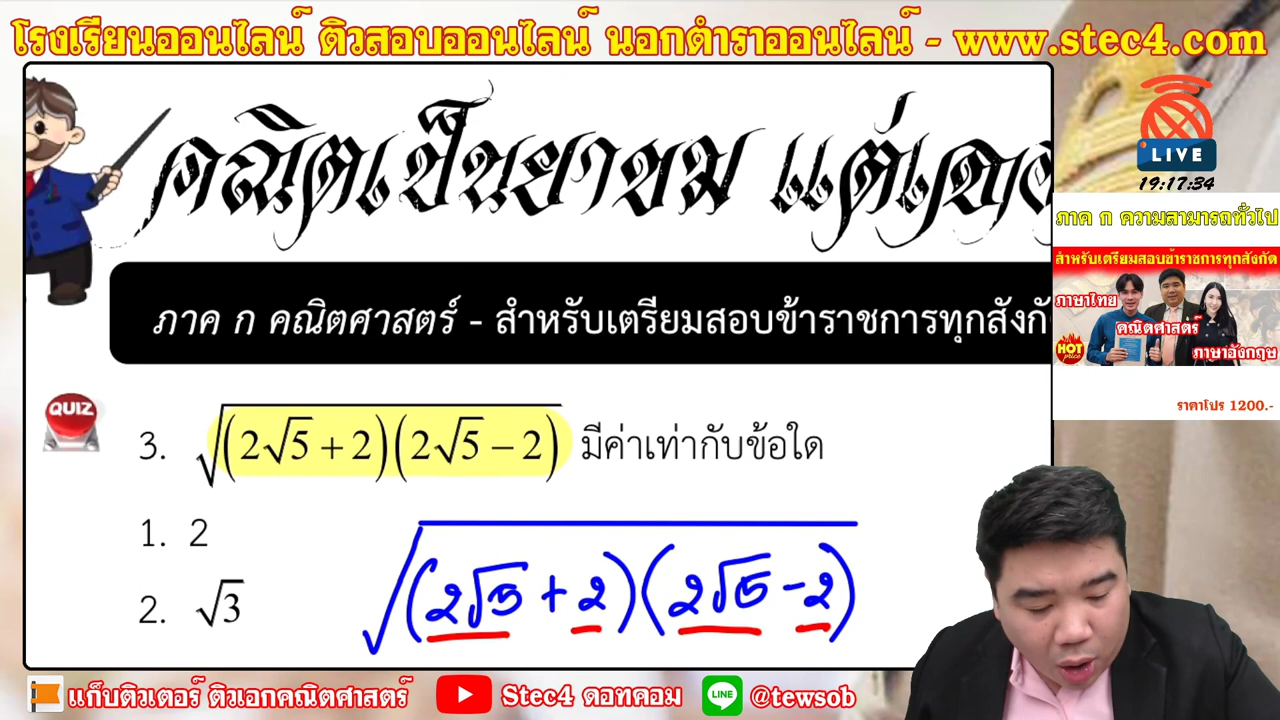 โรงเรียนออนไลน์ ติวสอบออนไลน์ นอกตำราออนไลน์ - www.stec4.com
คณิตเป็นยาขม แต่
LIVE
19:17:34
ภาค ก ความสามารถทั่วไป
สำหรับเตรียมสอบข้าราชการทุกสังกัด
ภาษาไทย
คณิตศาสตร์
ภาษาอังกฤษ
HOT
price
ราคาโปร 1200.-
ภาค ก คณิตศาสตร์ - สำหรับเตรียมสอบข้าราชการทุกสังกั
QUIZ
3. √(2√5 + 2)(2√5 − 2) มีค่าเท่ากับข้อใด
1. 2
2. √3
√(2√5 + 2)(2√5 − 2)
แก็บติวเตอร์ ติวเอกคณิตศาสตร์
Stec4 ดอทคอม
LINE
@tewsob